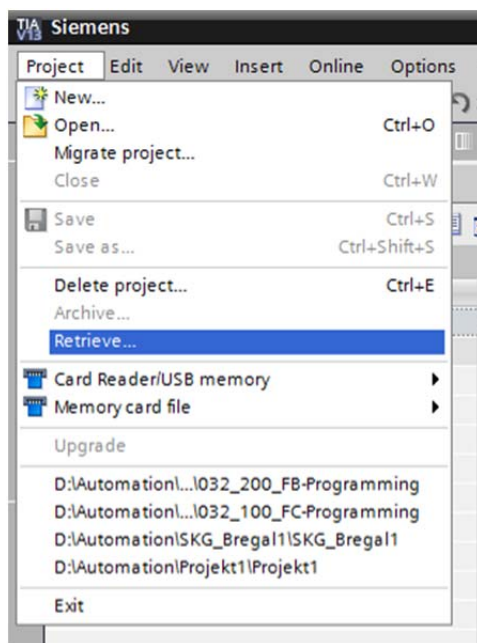 TIA V13 Siemens
Project Edit View Insert Online Options
New...
Open... Ctrl+O
Migrate project...
Close Ctrl+W
Save Ctrl+S
Save as... Ctrl+Shift+S
Delete project... Ctrl+E
Archive...
Retrieve...
Card Reader/USB memory
Memory card file
Upgrade
D:\Automation\...\032_200_FB-Programming
D:\Automation\...\032_100_FC-Programming
D:\Automation\SKG_Bregal1\SKG_Bregal1
D:\Automation\Projekt1\Projekt1
Exit